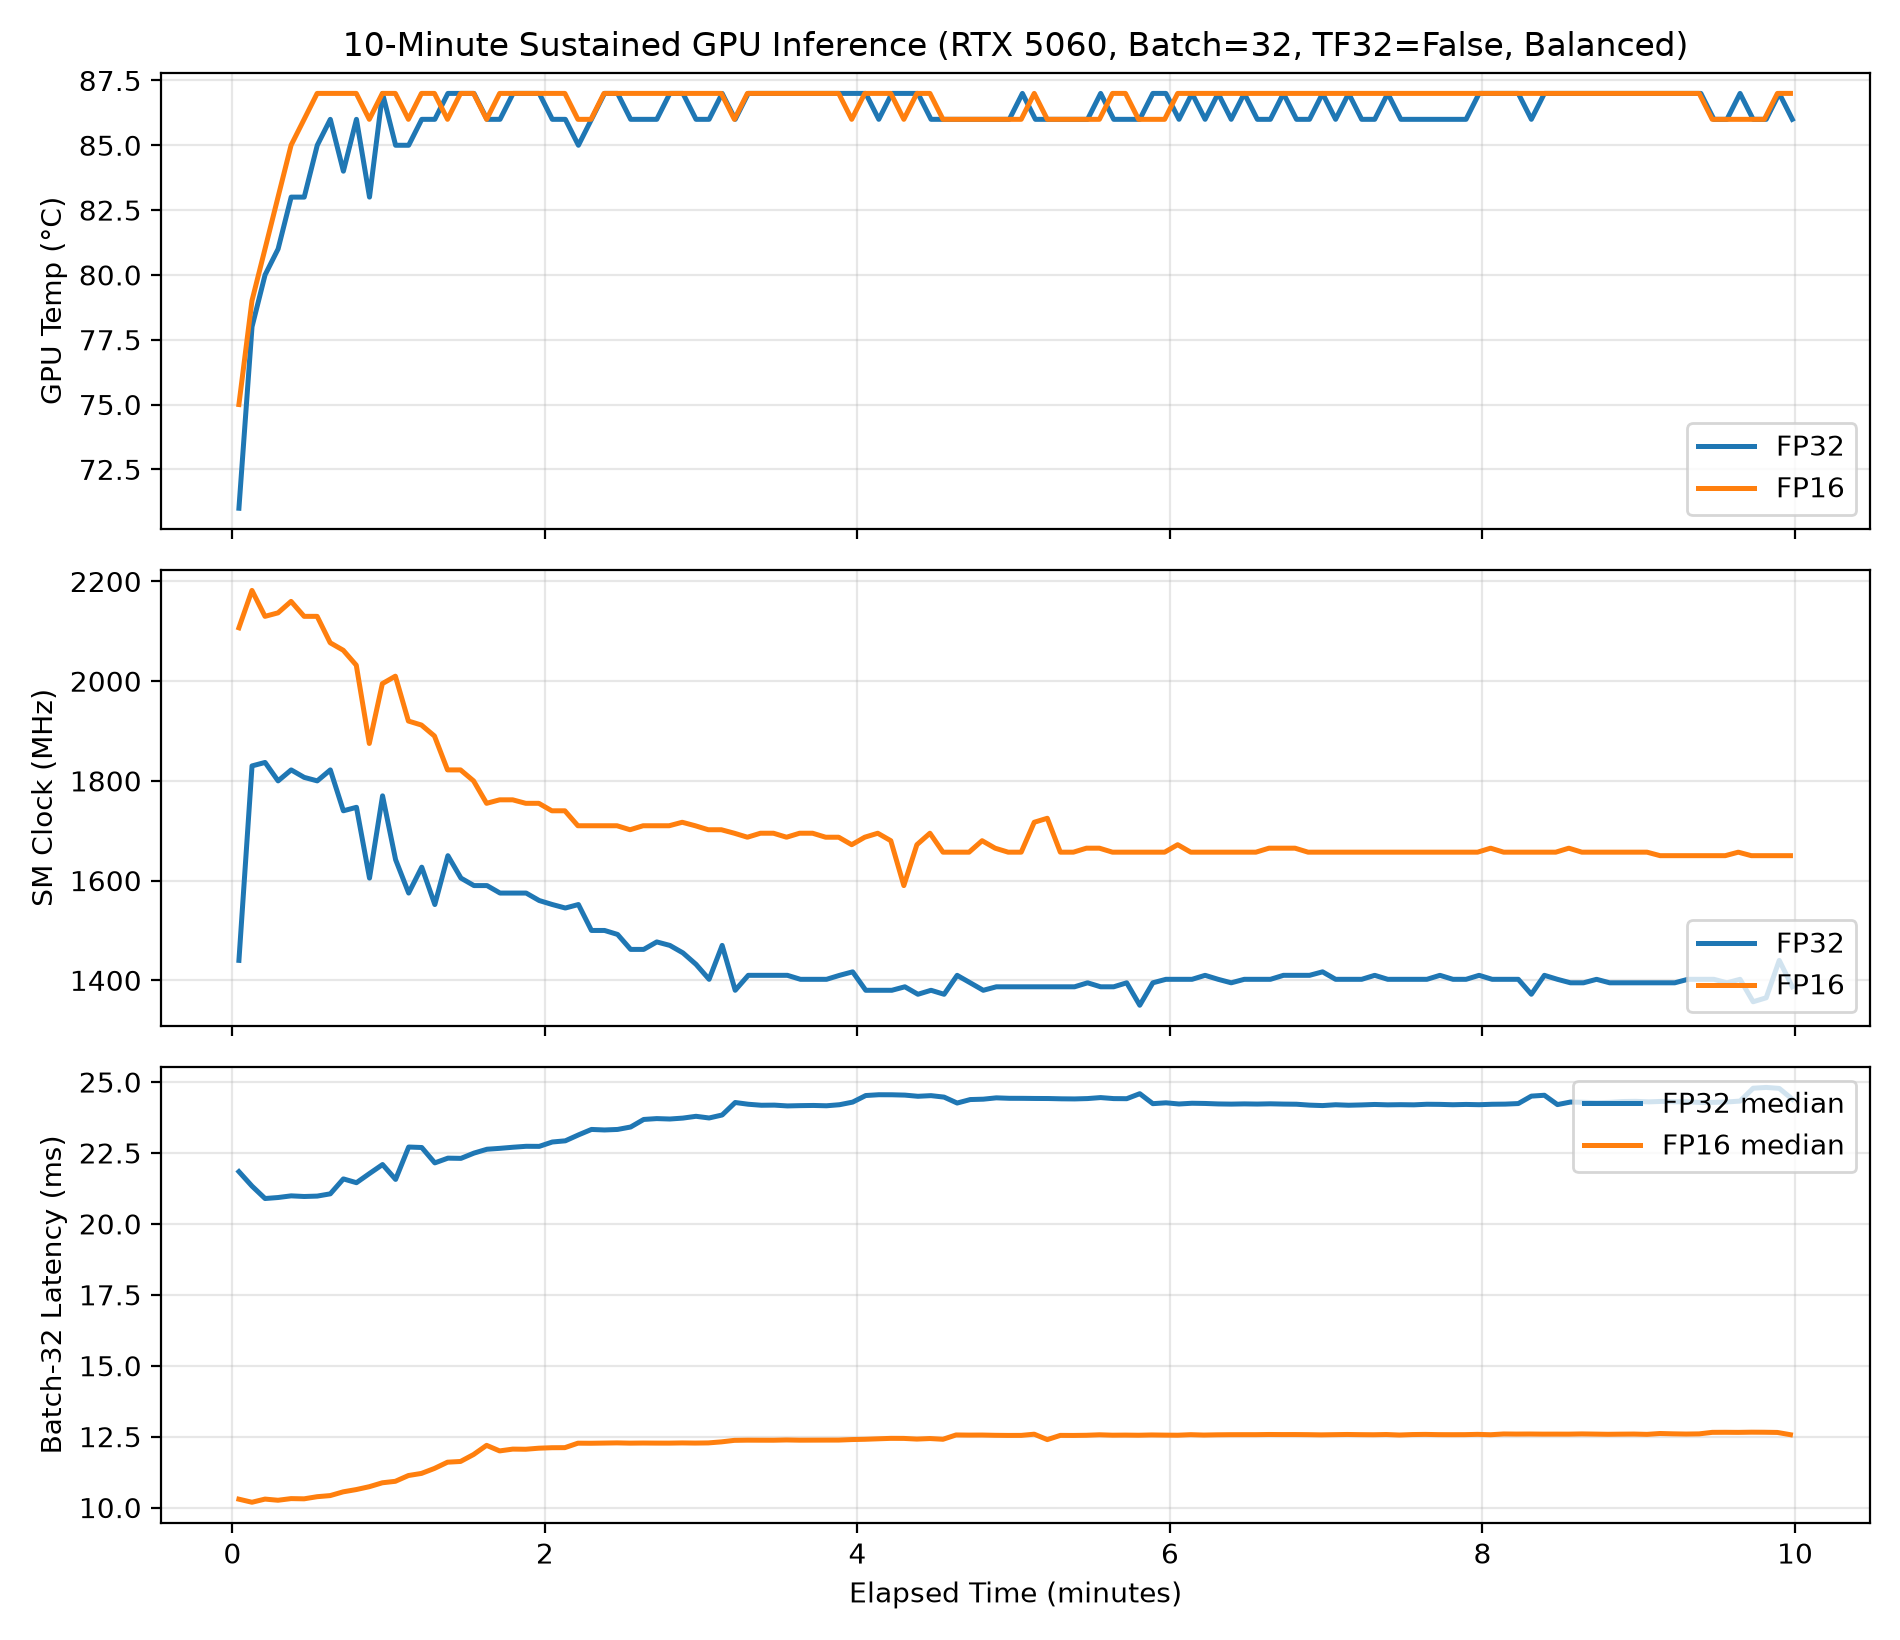 10-Minute Sustained GPU Inference (RTX 5060, Batch=32, TF32=False, Balanced)
GPU Temp (°C)
87.5
85.0
82.5
80.0
77.5
75.0
72.5
FP32
FP16
SM Clock (MHz)
2200
2000
1800
1600
1400
FP32
FP16
Batch-32 Latency (ms)
25.0
22.5
20.0
17.5
15.0
12.5
10.0
FP32 median
FP16 median
0 2 4 6 8 10
Elapsed Time (minutes)